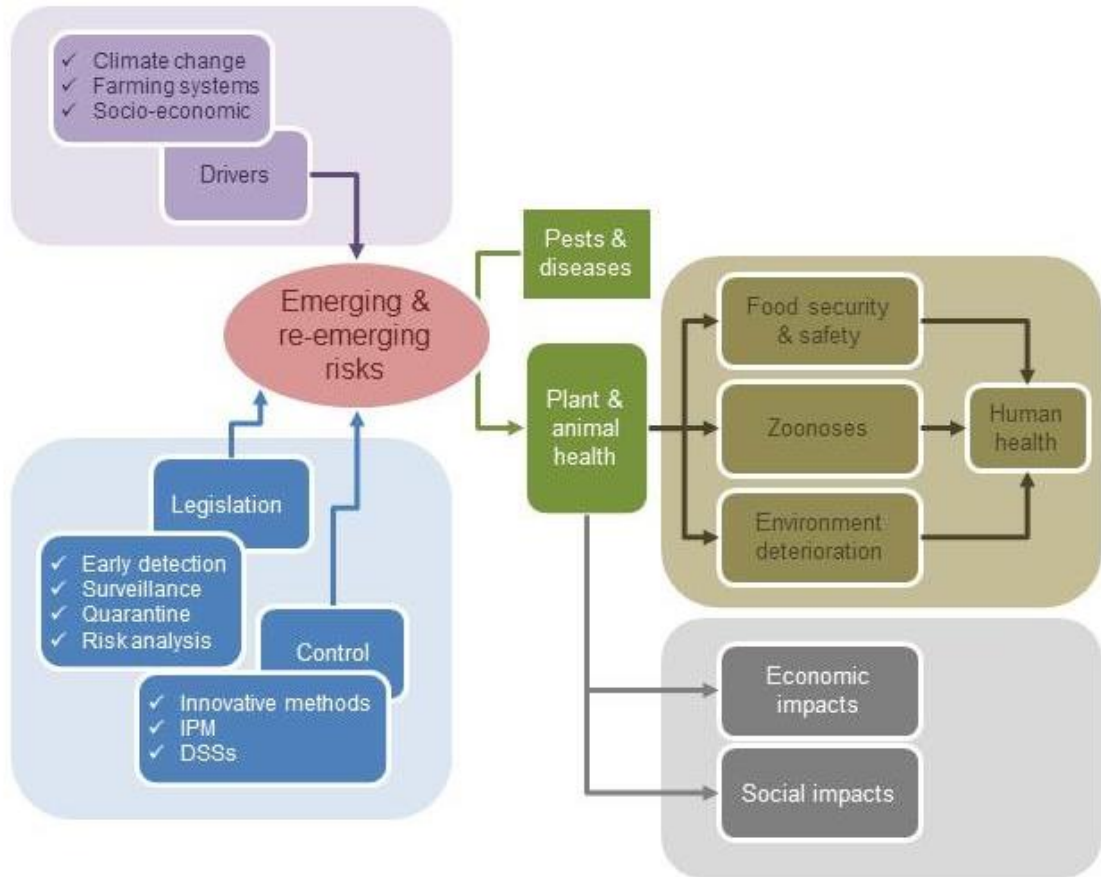 ✓ Climate change
✓ Farming systems
✓ Socio-economic
Drivers
Emerging &
re-emerging
risks
Legislation
✓ Early detection
✓ Surveillance
✓ Quarantine
✓ Risk analysis
Control
✓ Innovative methods
✓ IPM
✓ DSSs
Pests &
diseases
Plant &
animal
health
Food security
& safety
Zoonoses
Environment
deterioration
Human
health
Economic
impacts
Social impacts